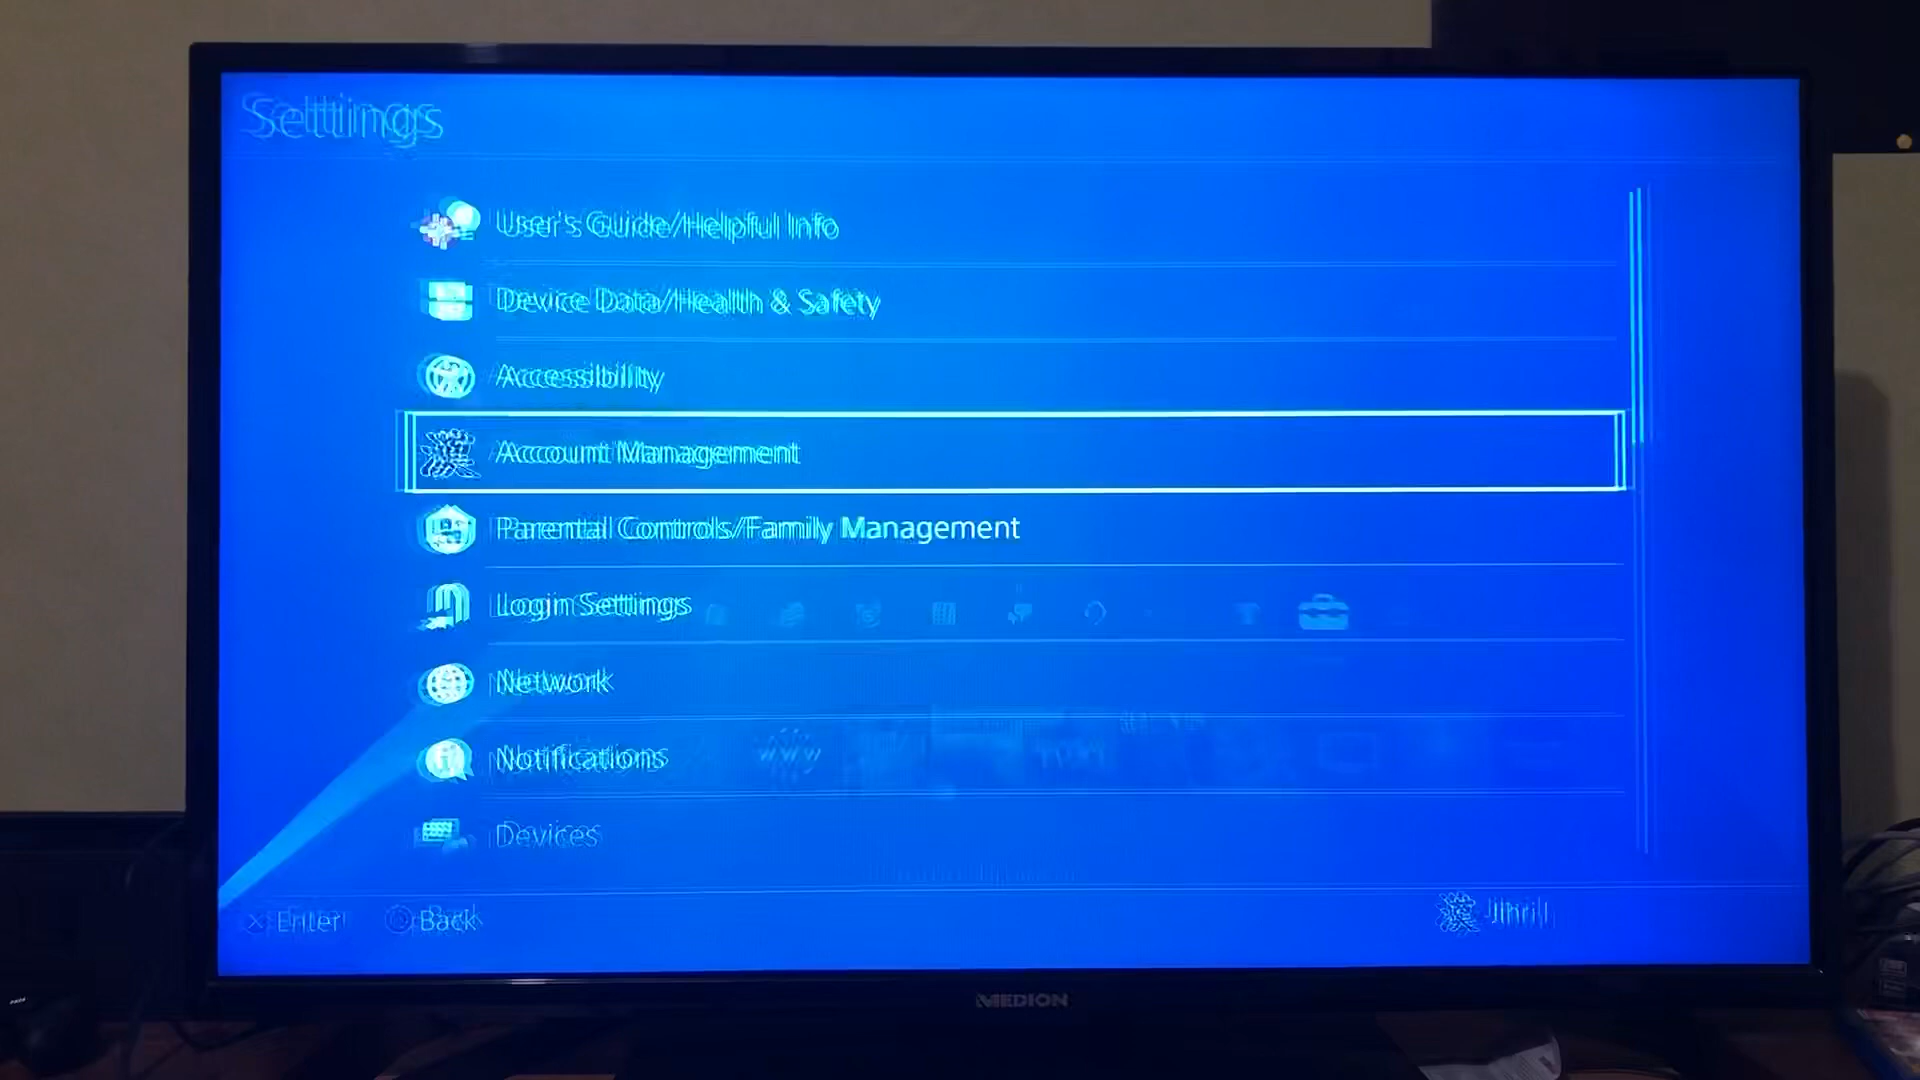 Settings
User's Guide/Helpful Info
Device Data/Health & Safety
Accessibility
Account Management
Parental Controls/Family Management
Login Settings
Network
Notifications
Devices
Enter
Back
MEDION